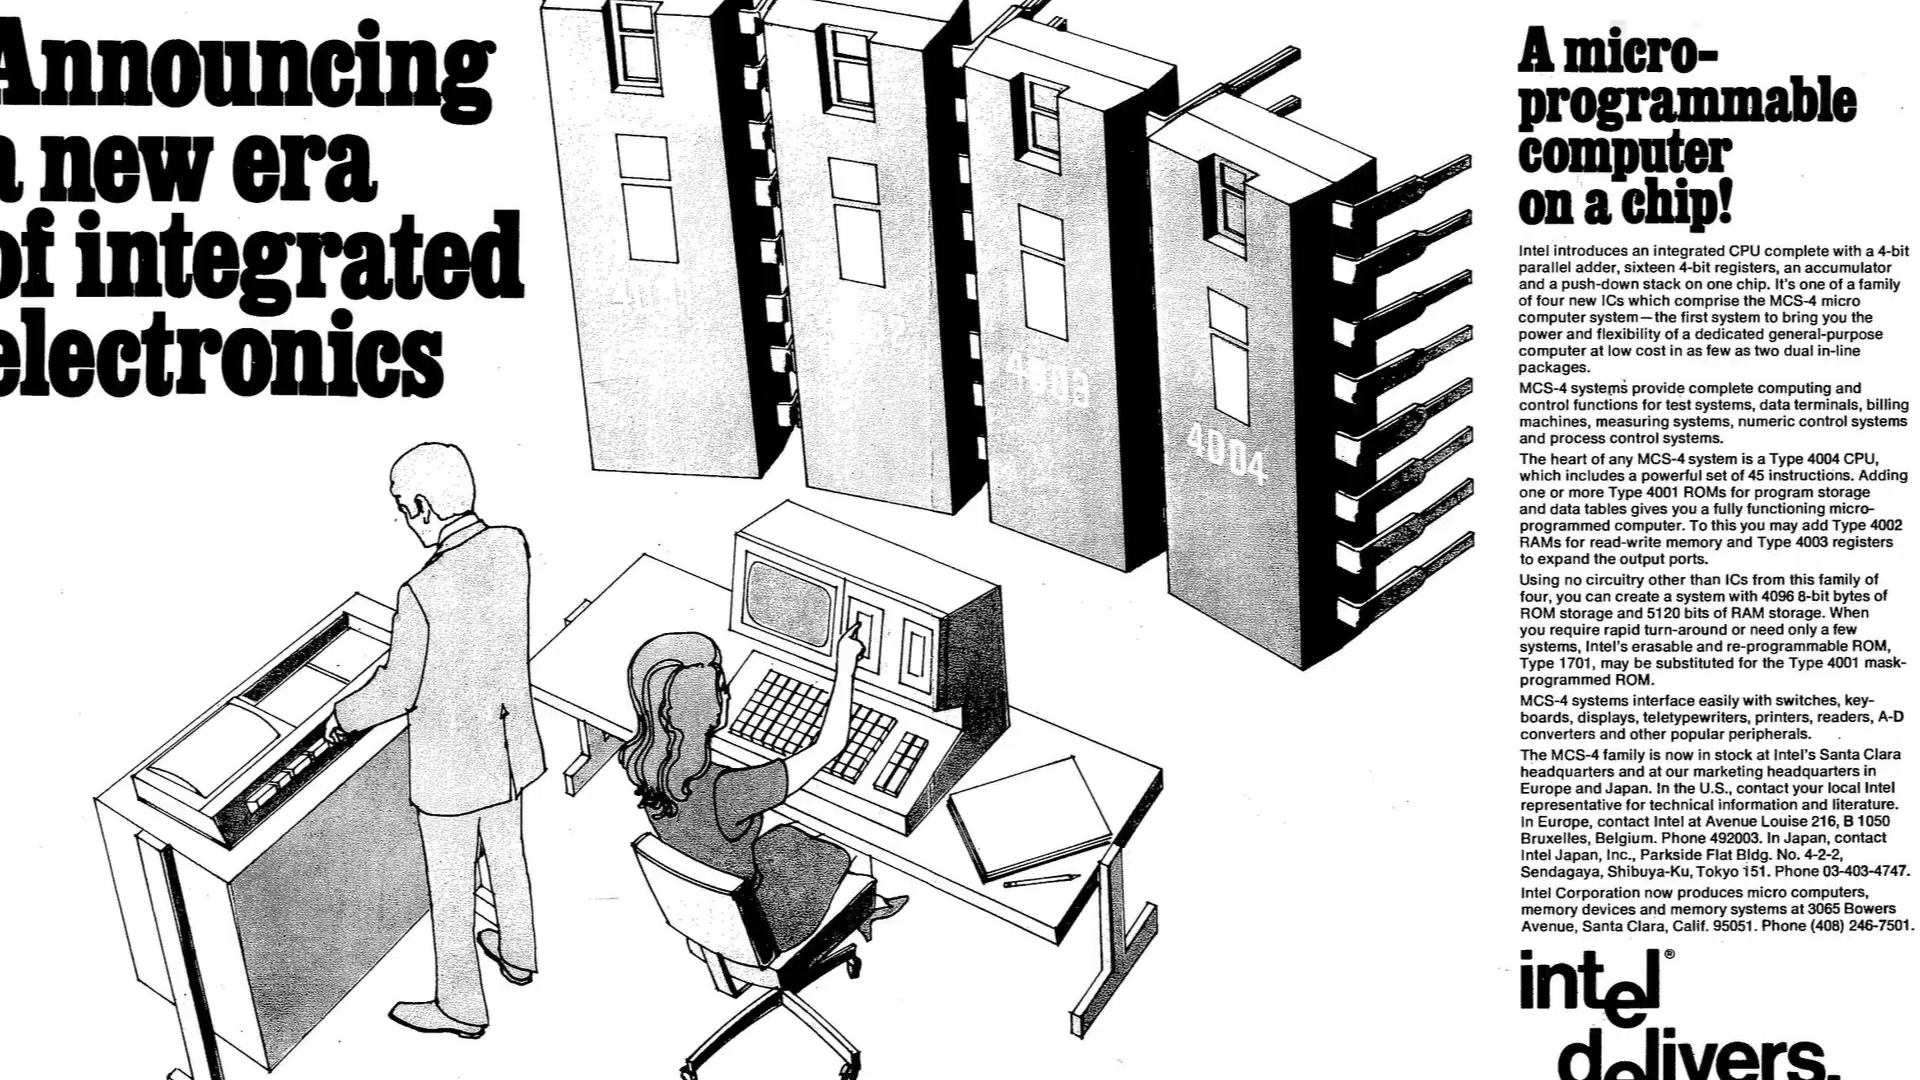 Announcing
a new era
of integrated
electronics
4001
4002
4003
4004
A micro-
programmable
computer
on a chip!
Intel introduces an integrated CPU complete with a 4-bit
parallel adder, sixteen 4-bit registers, an accumulator
and a push-down stack on one chip. It's one of a family
of four new ICs which comprise the MCS-4 micro
computer system—the first system to bring you the
power and flexibility of a dedicated general-purpose
computer at low cost in as few as two dual in-line
packages.
MCS-4 systems provide complete computing and
control functions for test systems, data terminals, billing
machines, measuring systems, numeric control systems
and process control systems.
The heart of any MCS-4 system is a Type 4004 CPU,
which includes a powerful set of 45 instructions. Adding
one or more Type 4001 ROMs for program storage
and data tables gives you a fully functioning micro-
programmed computer. To this you may add Type 4002
RAMs for read-write memory and Type 4003 registers
to expand the output ports.
Using no circuitry other than ICs from this family of
four, you can create a system with 4096 8-bit bytes of
ROM storage and 5120 bits of RAM storage. When
you require rapid turn-around or need only a few
systems, Intel's erasable and re-programmable ROM,
Type 1701, may be substituted for the Type 4001 mask-
programmed ROM.
MCS-4 systems interface easily with switches, key-
boards, displays, teletypewriters, printers, readers, A-D
converters and other popular peripherals.
The MCS-4 family is now in stock at Intel's Santa Clara
headquarters and at our marketing headquarters in
Europe and Japan. In the U.S., contact your local Intel
representative for technical information and literature.
In Europe, contact Intel at Avenue Louise 216, B 1050
Bruxelles, Belgium. Phone 492003. In Japan, contact
Intel Japan, Inc., Parkside Flat Bldg. No. 4-2-2,
Sendagaya, Shibuya-Ku, Tokyo 151. Phone 03-403-4747.
Intel Corporation now produces micro computers,
memory devices and memory systems at 3065 Bowers
Avenue, Santa Clara, Calif. 95051. Phone (408) 246-7501.
intel®
delivers.